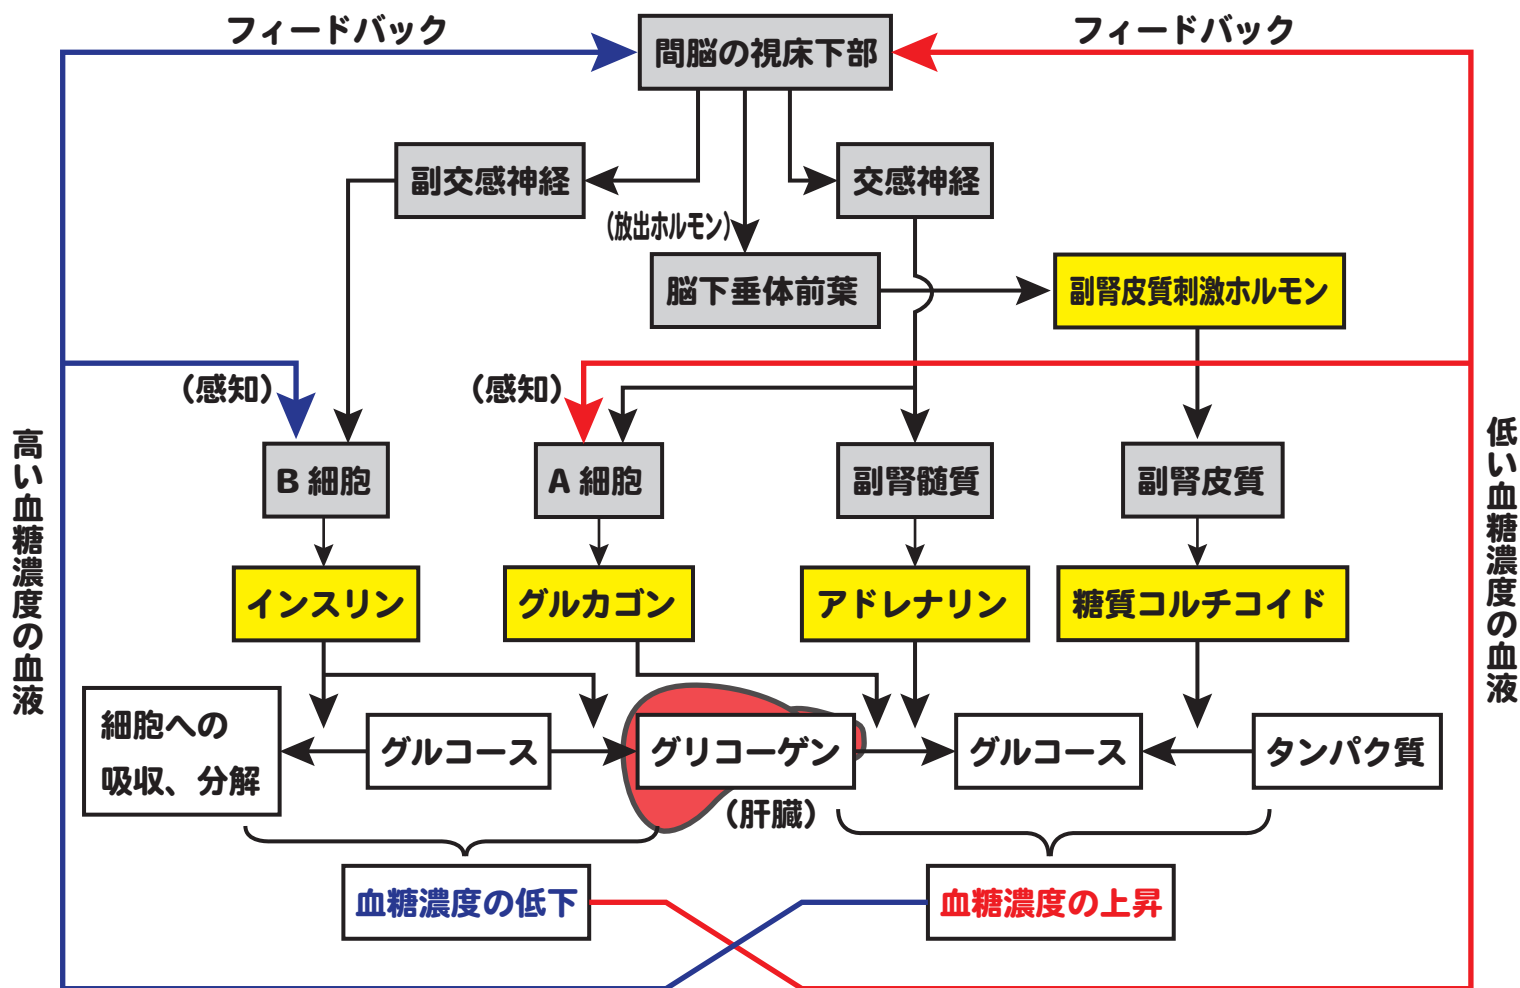 フィードバック
フィードバック
間脳の視床下部
副交感神経
交感神経
（放出ホルモン）
脳下垂体前葉
副腎皮質刺激ホルモン
（感知）
（感知）
高い血糖濃度の血液
低い血糖濃度の血液
B 細胞
A 細胞
副腎髄質
副腎皮質
インスリン
グルカゴン
アドレナリン
糖質コルチコイド
細胞への
吸収、分解
グルコース
グリコーゲン
グルコース
タンパク質
（肝臓）
血糖濃度の低下
血糖濃度の上昇